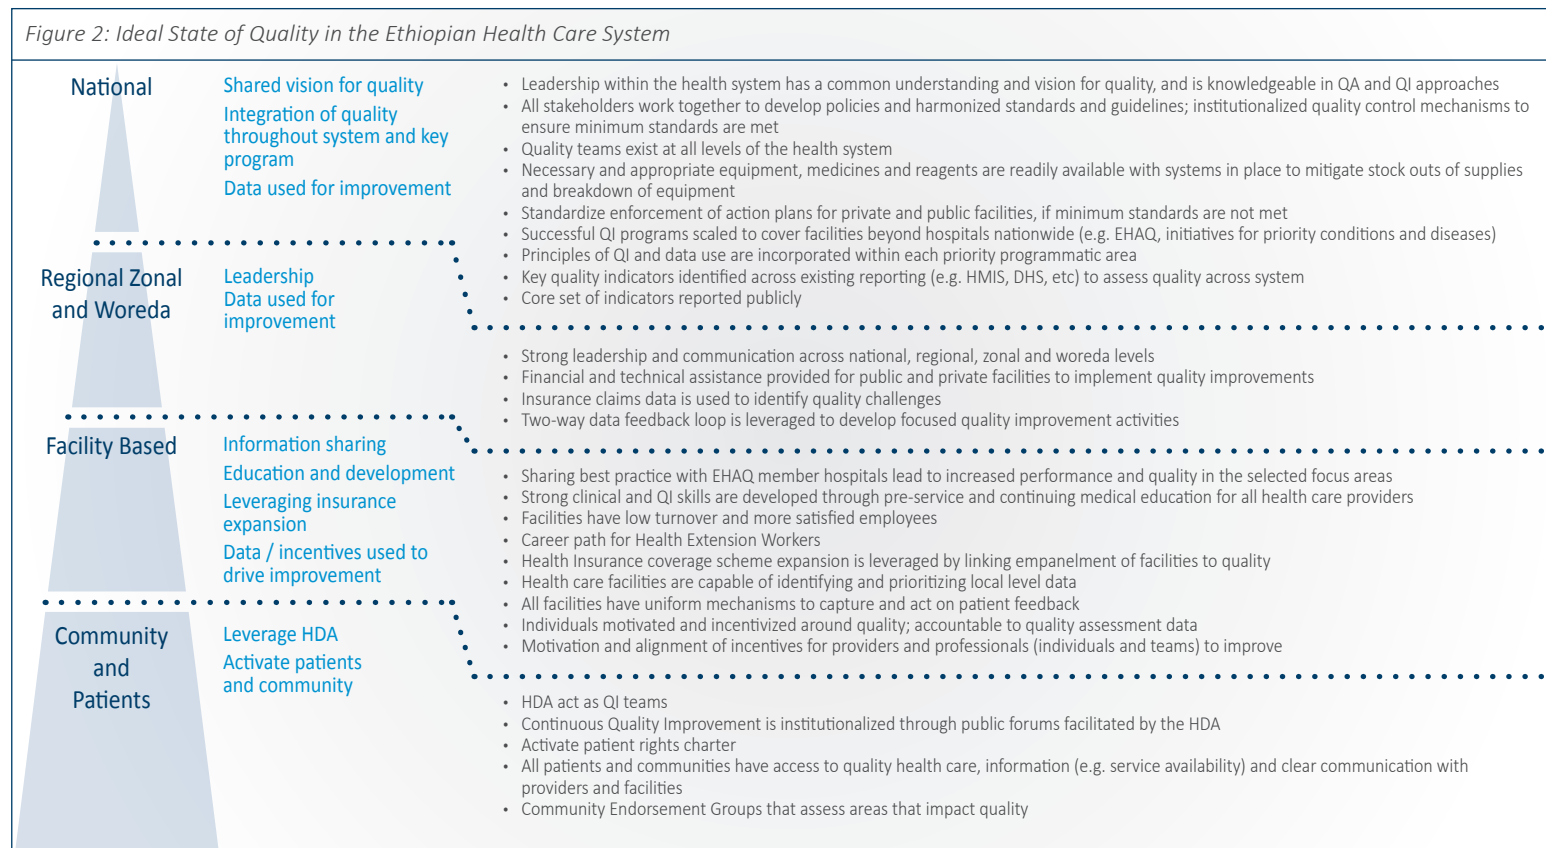 Figure 2: Ideal State of Quality in the Ethiopian Health Care System
National
Shared vision for quality
Integration of quality
throughout system and key
program
Data used for improvement
• Leadership within the health system has a common understanding and vision for quality, and is knowledgeable in QA and QI approaches
• All stakeholders work together to develop policies and harmonized standards and guidelines; institutionalized quality control mechanisms to
ensure minimum standards are met
• Quality teams exist at all levels of the health system
• Necessary and appropriate equipment, medicines and reagents are readily available with systems in place to mitigate stock outs of supplies
and breakdown of equipment
• Standardize enforcement of action plans for private and public facilities, if minimum standards are not met
• Successful QI programs scaled to cover facilities beyond hospitals nationwide (e.g. EHAQ, initiatives for priority conditions and diseases)
• Principles of QI and data use are incorporated within each priority programmatic area
• Key quality indicators identified across existing reporting (e.g. HMIS, DHS, etc) to assess quality across system
• Core set of indicators reported publicly
Regional Zonal
and Woreda
Leadership
Data used for
improvement
• Strong leadership and communication across national, regional, zonal and woreda levels
• Financial and technical assistance provided for public and private facilities to implement quality improvements
• Insurance claims data is used to identify quality challenges
• Two-way data feedback loop is leveraged to develop focused quality improvement activities
Facility Based
Information sharing
Education and development
Leveraging insurance
expansion
Data / incentives used to
drive improvement
• Sharing best practice with EHAQ member hospitals lead to increased performance and quality in the selected focus areas
• Strong clinical and QI skills are developed through pre-service and continuing medical education for all health care providers
• Facilities have low turnover and more satisfied employees
• Career path for Health Extension Workers
• Health Insurance coverage scheme expansion is leveraged by linking empanelment of facilities to quality
• Health care facilities are capable of identifying and prioritizing local level data
• All facilities have uniform mechanisms to capture and act on patient feedback
• Individuals motivated and incentivized around quality; accountable to quality assessment data
• Motivation and alignment of incentives for providers and professionals (individuals and teams) to improve
Community
and
Patients
Leverage HDA
Activate patients
and community
• HDA act as QI teams
• Continuous Quality Improvement is institutionalized through public forums facilitated by the HDA
• Activate patient rights charter
• All patients and communities have access to quality health care, information (e.g. service availability) and clear communication with
providers and facilities
• Community Endorsement Groups that assess areas that impact quality